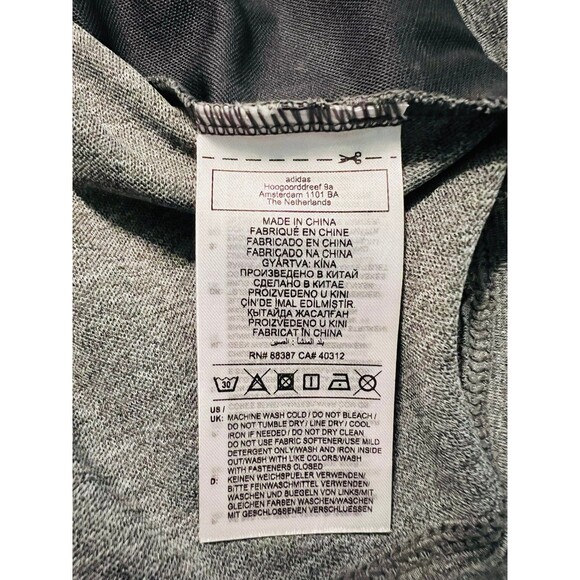 adidas
Hoogoorddreef 9a
Amsterdam 1101 BA
The Netherlands
MADE IN CHINA
FABRIQUÉ EN CHINE
FABRICADO EN CHINA
FABRICADO NA CHINA
GYÁRTVA: KÍNA
ПРОИЗВЕДЕНО В КИТАЙ
СДЕЛАНО В КИТАЕ
PROIZVEDENO U KINI
ÇİN'DE İMAL EDİLMİŞTİR.
ҚЫТАЙДА ЖАСАЛҒАН
PROIZVEDENO U KINI
FABRICAT ÎN CHINA
بلد المنشأ: الصين
RN# 88387 CA# 40312
30
US /
UK: MACHINE WASH COLD / DO NOT BLEACH /
DO NOT TUMBLE DRY / LINE DRY / COOL
IRON IF NEEDED / DO NOT DRY CLEAN
DO NOT USE FABRIC SOFTENER/USE MILD
DETERGENT ONLY/WASH AND IRON INSIDE
OUT/WASH WITH LIKE COLORS/WASH
WITH FASTENERS CLOSED
D: KEINEN WEICHSPUELER VERWENDEN/
BITTE FEINWASCHMITTEL VERWENDEN/
WASCHEN UND BUEGELN VON LINKS/MIT
GLEICHEN FARBEN WASCHEN/WASCHEN
MIT GESCHLOSSENEN VERSCHLUESSEN